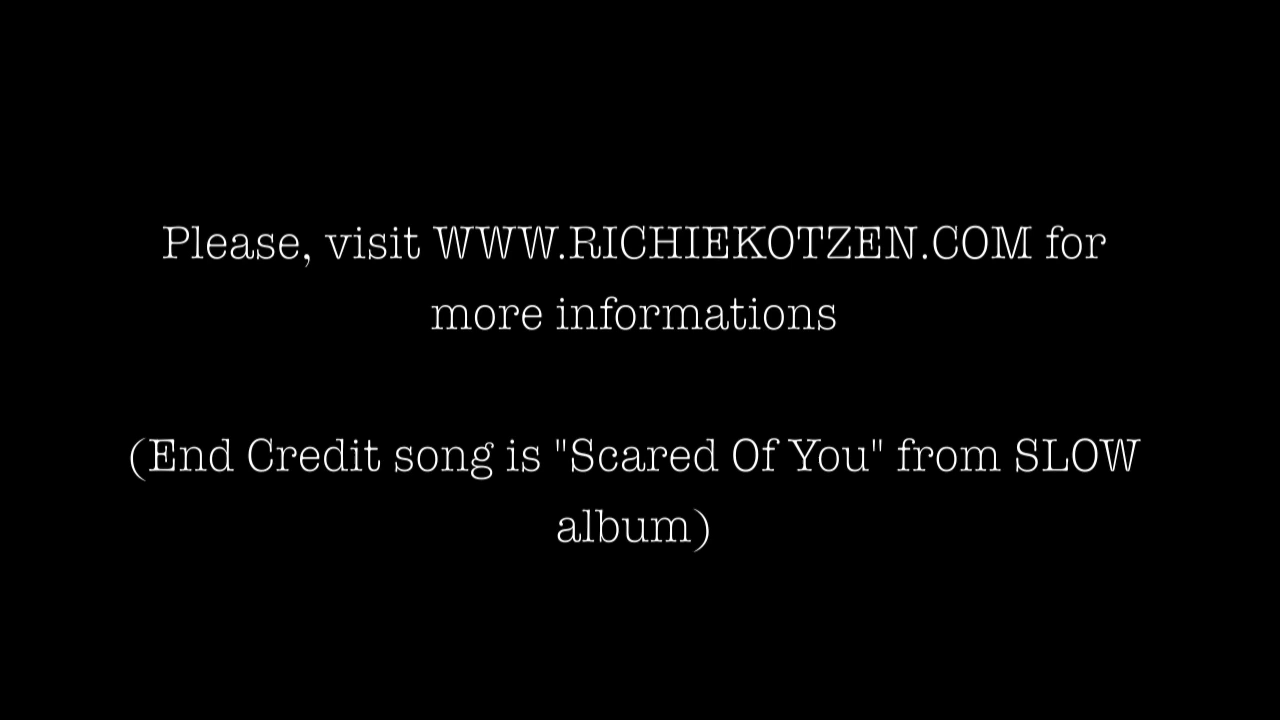 Please, visit WWW.RICHIEKOTZEN.COM for
more informations
(End Credit song is "Scared Of You" from SLOW
album)